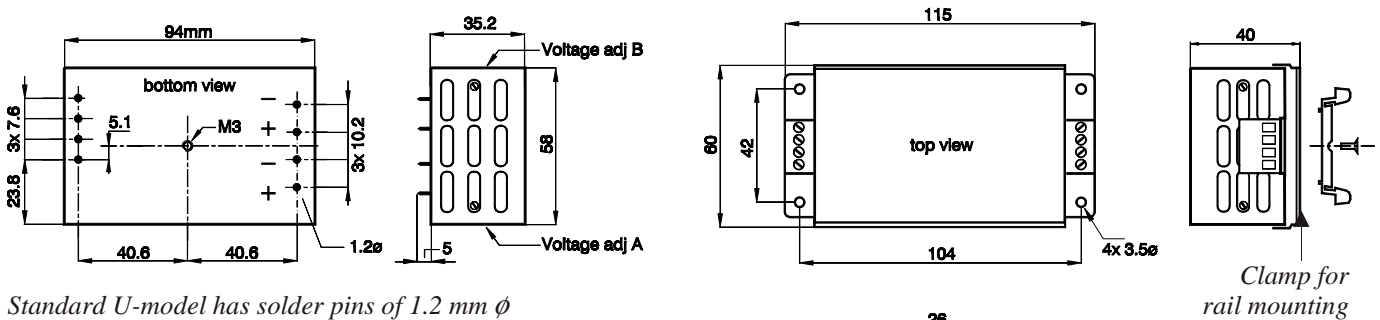 94mm
bottom view
3x 7.6
5.1
M3
3x 10.2
23.8
40.6
40.6
1.2ø
− + − +
35.2
Voltage adj B
58
5
Voltage adj A
Standard U-model has solder pins of 1.2 mm ϕ
115
60
42
top view
104
4x 3.5ø
40
Clamp for
rail mounting